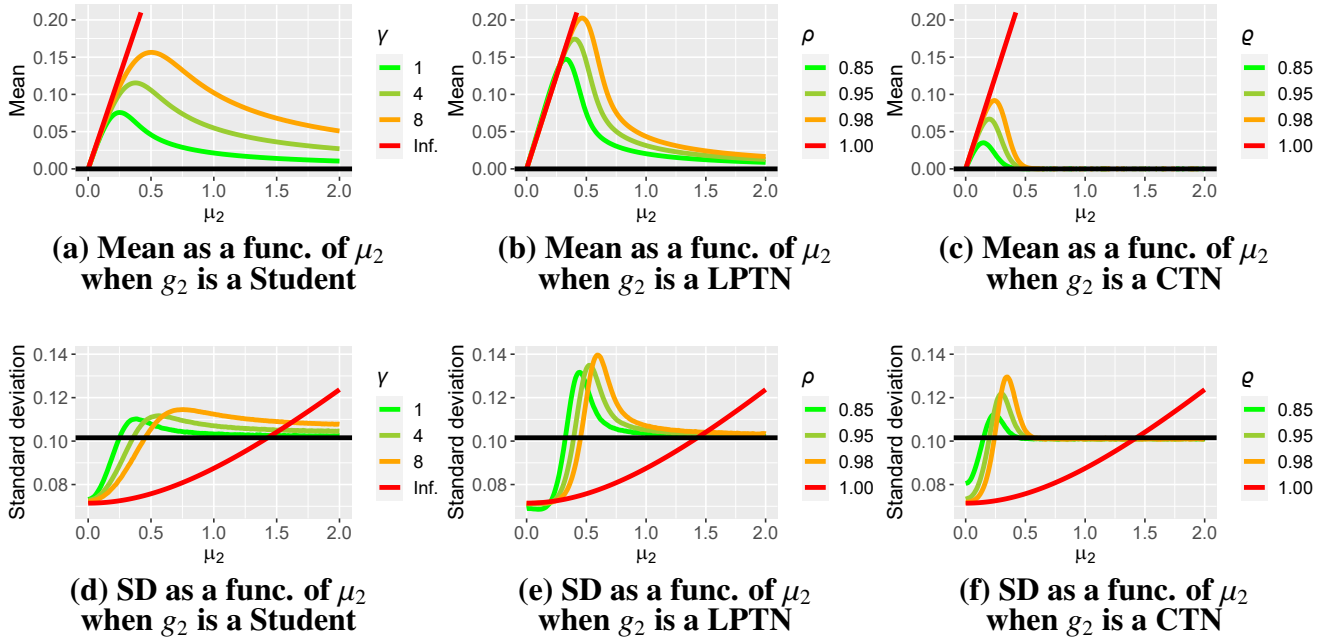 Mean
0.20
0.15
0.10
0.05
0.00
0.0 0.5 1.0 1.5 2.0
μ₂
γ
1
4
8
Inf.
(a) Mean as a func. of μ₂
when g₂ is a Student
Mean
0.20
0.15
0.10
0.05
0.00
0.0 0.5 1.0 1.5 2.0
μ₂
ρ
0.85
0.95
0.98
1.00
(b) Mean as a func. of μ₂
when g₂ is a LPTN
Mean
0.20
0.15
0.10
0.05
0.00
0.0 0.5 1.0 1.5 2.0
μ₂
ϱ
0.85
0.95
0.98
1.00
(c) Mean as a func. of μ₂
when g₂ is a CTN
Standard deviation
0.14
0.12
0.10
0.08
0.0 0.5 1.0 1.5 2.0
μ₂
γ
1
4
8
Inf.
(d) SD as a func. of μ₂
when g₂ is a Student
Standard deviation
0.14
0.12
0.10
0.08
0.0 0.5 1.0 1.5 2.0
μ₂
ρ
0.85
0.95
0.98
1.00
(e) SD as a func. of μ₂
when g₂ is a LPTN
Standard deviation
0.14
0.12
0.10
0.08
0.0 0.5 1.0 1.5 2.0
μ₂
ϱ
0.85
0.95
0.98
1.00
(f) SD as a func. of μ₂
when g₂ is a CTN